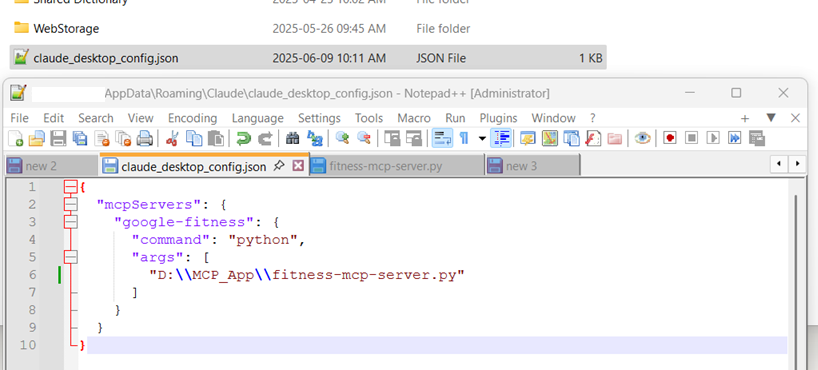 Shared Dictionary 2025-04-25 10:02 AM File folder
WebStorage 2025-05-26 09:45 AM File folder
claude_desktop_config.json 2025-06-09 10:11 AM JSON File 1 KB
AppData\Roaming\Claude\claude_desktop_config.json - Notepad++ [Administrator]
File Edit Search View Encoding Language Settings Tools Macro Run Plugins Window ?
new 2 claude_desktop_config.json fitness-mcp-server.py new 3
1 {
2 "mcpServers": {
3 "google-fitness": {
4 "command": "python",
5 "args": [
6 "D:\\MCP_App\\fitness-mcp-server.py"
7 ]
8 }
9 }
10 }